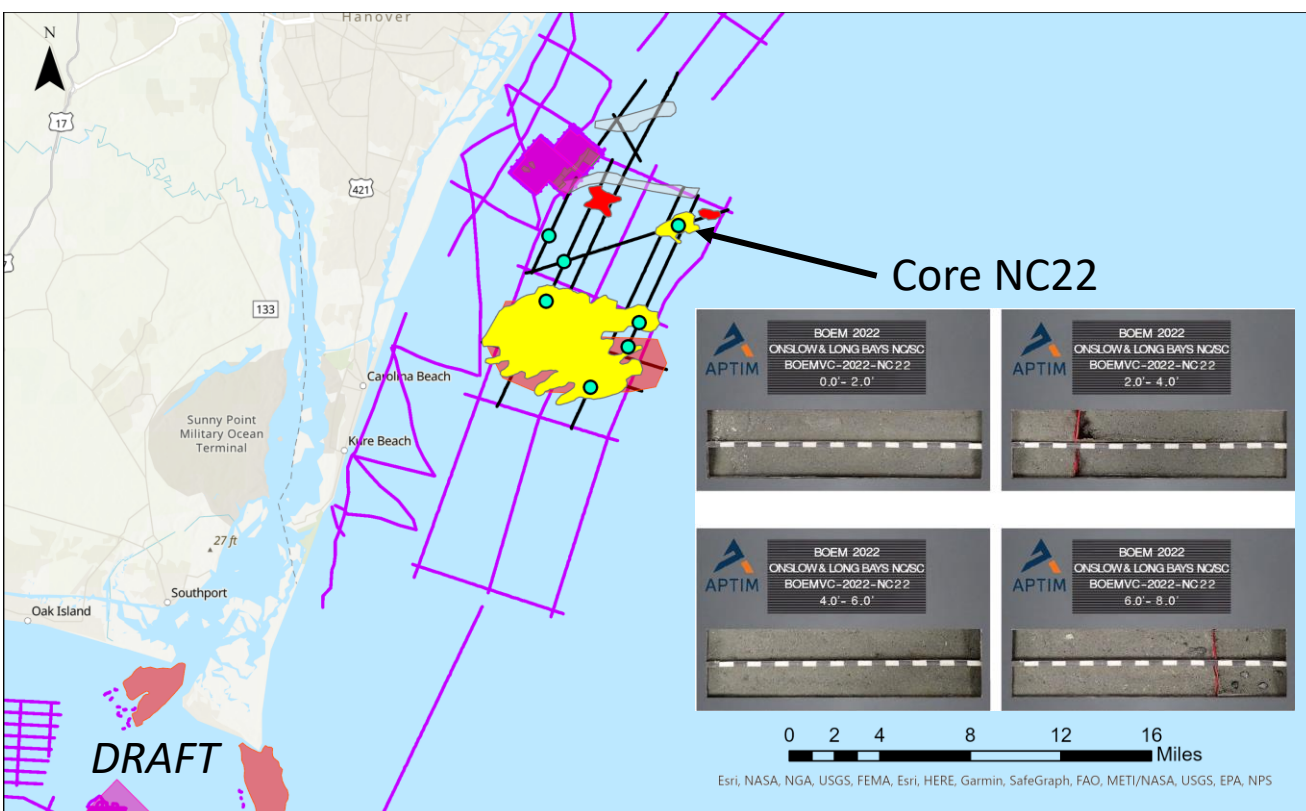 Hanover
N
17
421
133
Carolina Beach
Sunny Point
Military Ocean
Terminal
Kure Beach
27 ft
Southport
Oak Island
DRAFT
Core NC22
APTIM
BOEM 2022
ONSLOW & LONG BAYS NC/SC
BOEMVC-2022-NC22
0.0'- 2.0'
APTIM
BOEM 2022
ONSLOW & LONG BAYS NC/SC
BOEMVC-2022-NC22
2.0'- 4.0'
APTIM
BOEM 2022
ONSLOW & LONG BAYS NC/SC
BOEMVC-2022-NC22
4.0'- 6.0'
APTIM
BOEM 2022
ONSLOW & LONG BAYS NC/SC
BOEMVC-2022-NC22
6.0'- 8.0'
0 2 4 8 12 16
Miles
Esri, NASA, NGA, USGS, FEMA, Esri, HERE, Garmin, SafeGraph, FAO, METI/NASA, USGS, EPA, NPS